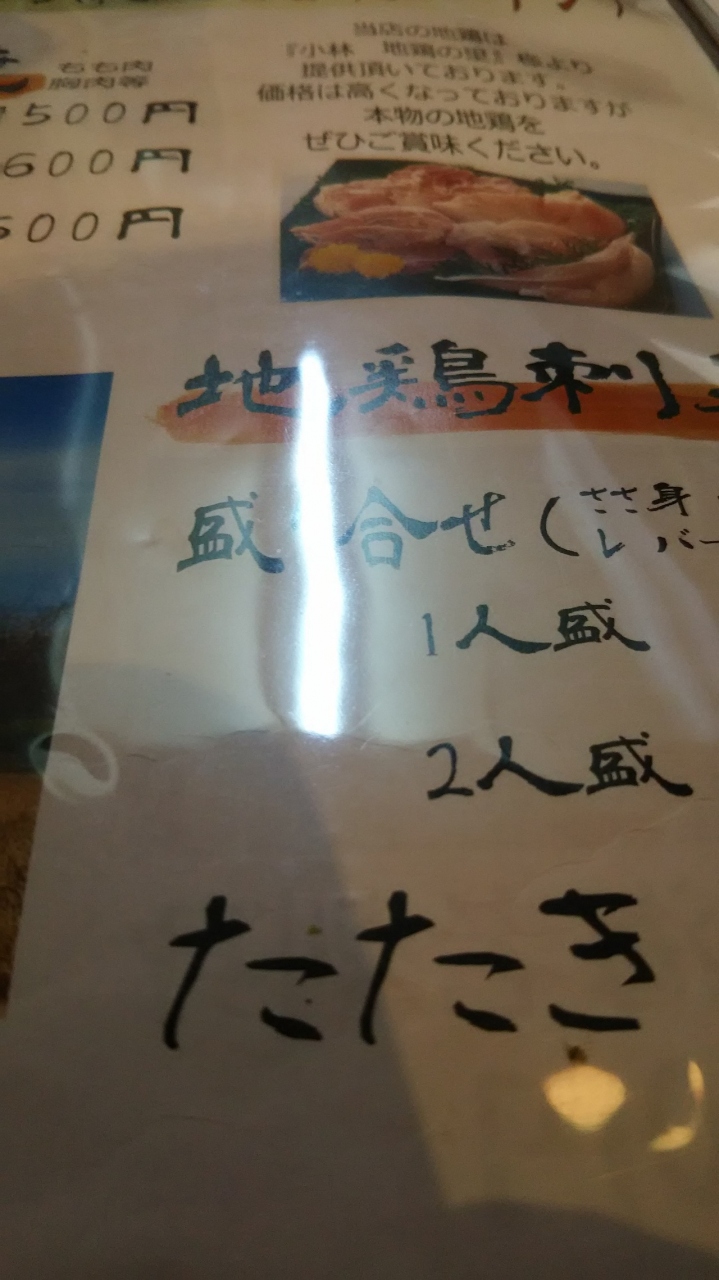 もも肉
胸肉等
500円
600円
500円
当店の地鶏は
『小林 地鶏の里』様より
提供頂いております。
価格は高くなっておりますが
本物の地鶏を
ぜひご賞味ください。
地鶏刺
盛 合せ(ささ身
レバー
1人盛
2人盛
たたき